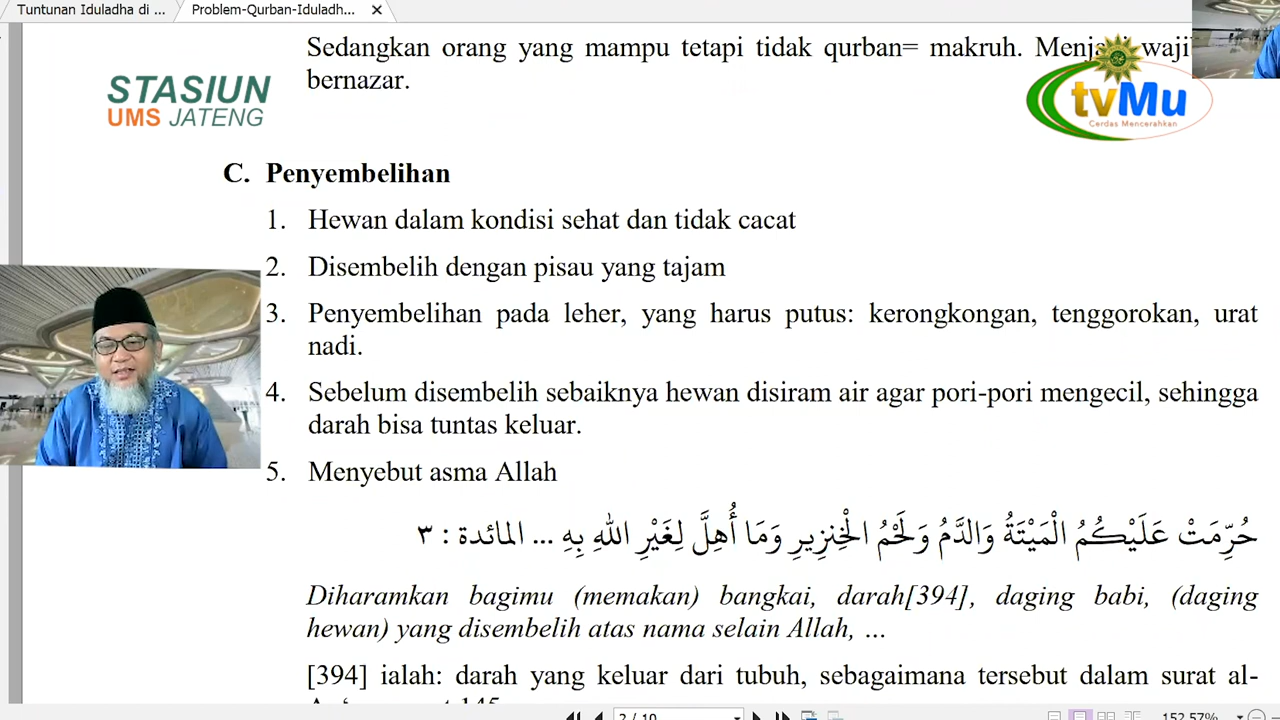 Tuntunan Iduladha di ...
Problem-Qurban-Iduladh...
Sedangkan orang yang mampu tetapi tidak qurban= makruh.
bernazar.
STASIUN
UMS JATENG
tvMu
Cerdas Mencerahkan
C. Penyembelihan
1. Hewan dalam kondisi sehat dan tidak cacat
2. Disembelih dengan pisau yang tajam
3. Penyembelihan pada leher, yang harus putus: kerongkongan, tenggorokan, urat
nadi.
4. Sebelum disembelih sebaiknya hewan disiram air agar pori-pori mengecil, sehingga
darah bisa tuntas keluar.
5. Menyebut asma Allah
حُرِّمَتْ عَلَيْكُمُ الْمَيْتَةُ وَالدَّمُ وَلَحْمُ الْخِنزِيرِ وَمَا أُهِلَّ لِغَيْرِ اللهِ بِهِ ... المائدة : ٣
Diharamkan bagimu (memakan) bangkai, darah[394], daging babi, (daging
hewan) yang disembelih atas nama selain Allah, ...
[394] ialah: darah yang keluar dari tubuh, sebagaimana tersebut dalam surat al-
2 / 10
152,57%